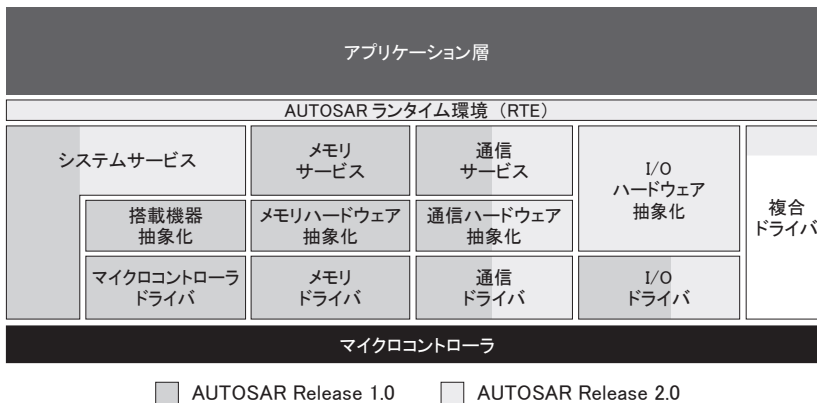 アプリケーション層
AUTOSAR ランタイム環境（RTE）
システムサービス
メモリ
サービス
通信
サービス
I/O
ハードウェア
抽象化
複合
ドライバ
搭載機器
抽象化
メモリハードウェア
抽象化
通信ハードウェア
抽象化
マイクロコントローラ
ドライバ
メモリ
ドライバ
通信
ドライバ
I/O
ドライバ
マイクロコントローラ
AUTOSAR Release 1.0
AUTOSAR Release 2.0